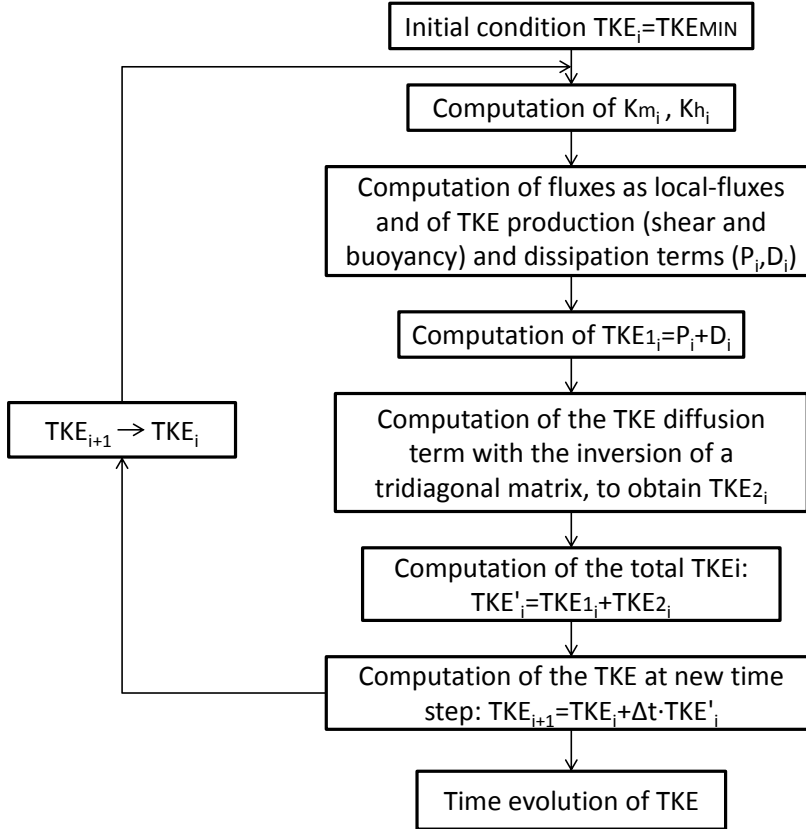 Initial condition TKEᵢ=TKEMIN
Computation of Kmᵢ , Khᵢ
Computation of fluxes as local-fluxes
and of TKE production (shear and
buoyancy) and dissipation terms (Pᵢ,Dᵢ)
Computation of TKE1ᵢ=Pᵢ+Dᵢ
TKEᵢ₊₁ → TKEᵢ
Computation of the TKE diffusion
term with the inversion of a
tridiagonal matrix, to obtain TKE2ᵢ
Computation of the total TKEi:
TKE'ᵢ=TKE1ᵢ+TKE2ᵢ
Computation of the TKE at new time
step: TKEᵢ₊₁=TKEᵢ+Δt·TKE'ᵢ
Time evolution of TKE